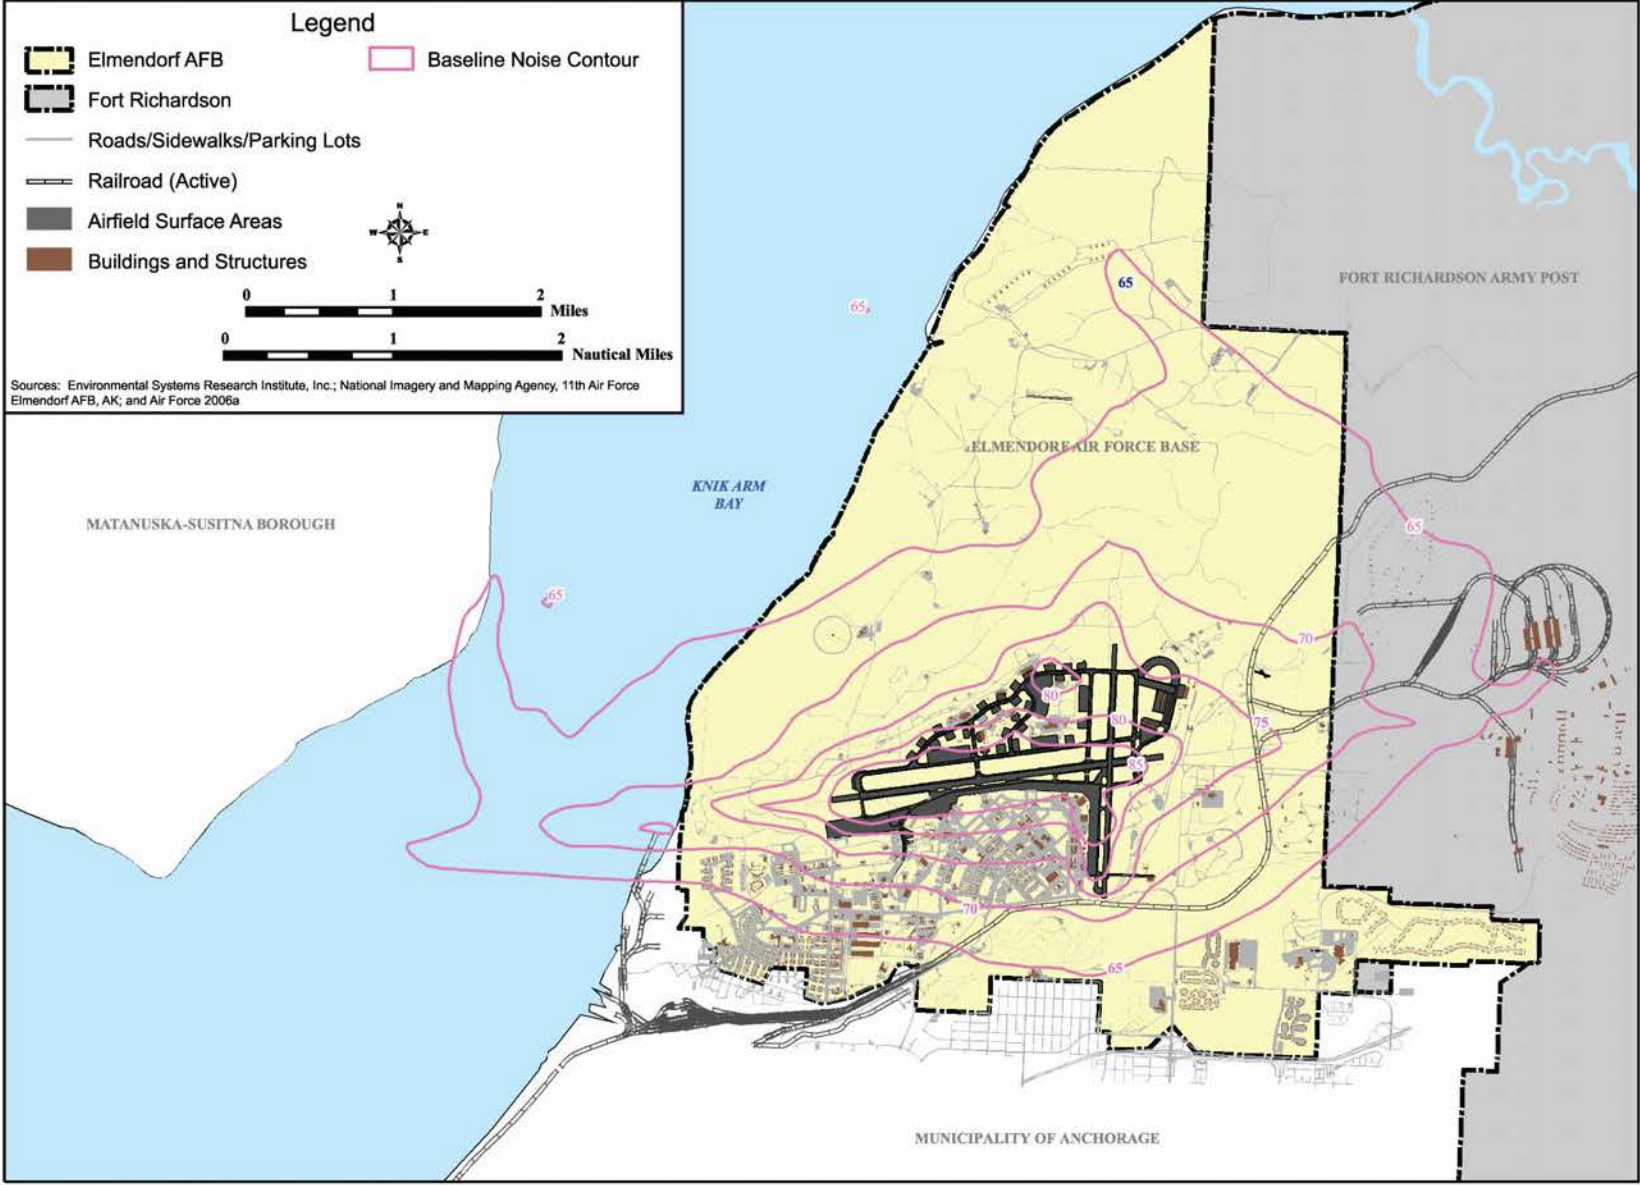 Legend
Elmendorf AFB
Baseline Noise Contour
Fort Richardson
Roads/Sidewalks/Parking Lots
Railroad (Active)
Airfield Surface Areas
Buildings and Structures
N
W
E
S
0 1 2
Miles
0 1 2
Nautical Miles
Sources: Environmental Systems Research Institute, Inc.; National Imagery and Mapping Agency, 11th Air Force
Elmendorf AFB, AK; and Air Force 2006a
65
FORT RICHARDSON ARMY POST
65
ELMENDORF AIR FORCE BASE
KNIK ARM
BAY
MATANUSKA-SUSITNA BOROUGH
65
65
70
80
80
75
85
70
65
MUNICIPALITY OF ANCHORAGE